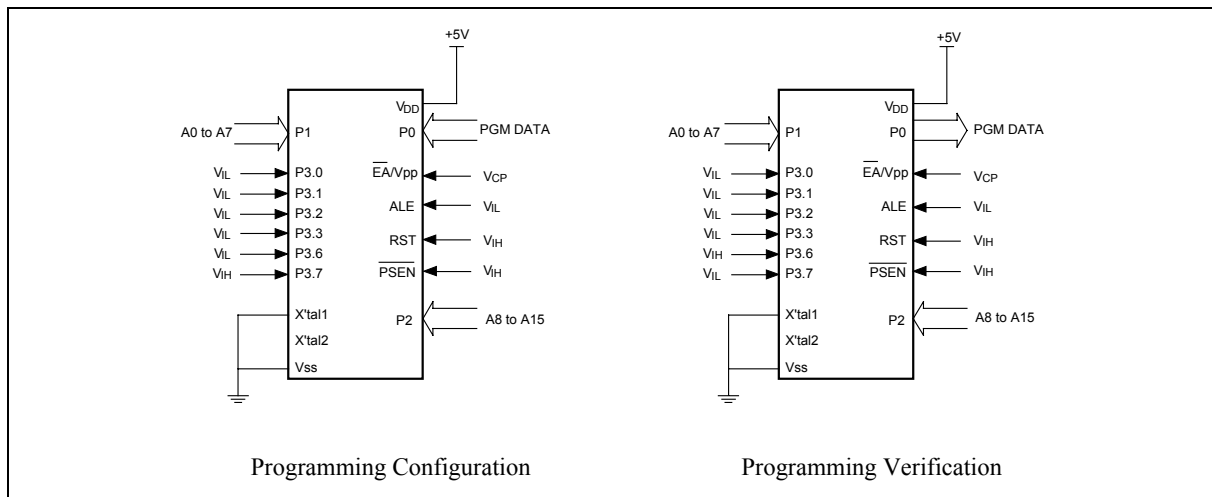 +5V
VDD
A0 to A7 P1 P0 PGM DATA
VIL P3.0 EA/Vpp VCP
VIL P3.1
VIL P3.2 ALE VIL
VIL P3.3 RST VIH
VIL P3.6
VIH P3.7 PSEN VIH
X'tal1 P2 A8 to A15
X'tal2
Vss
Programming Configuration
+5V
VDD
A0 to A7 P1 P0 PGM DATA
VIL P3.0 EA/Vpp VCP
VIL P3.1
VIL P3.2 ALE VIL
VIL P3.3 RST VIH
VIH P3.6
VIL P3.7 PSEN VIH
X'tal1 P2 A8 to A15
X'tal2
Vss
Programming Verification